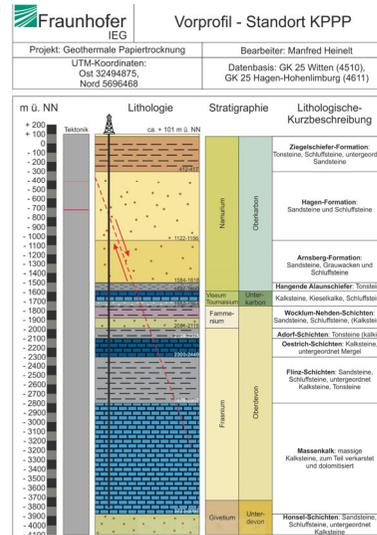 Fraunhofer
IEG
Vorprofil - Standort KPPP
Projekt: Geothermale Papiertrocknung
Bearbeiter: Manfred Heinelt
UTM-Koordinaten:
Ost 32494875,
Nord 5696468
Datenbasis: GK 25 Witten (4510),
GK 25 Hagen-Hohenlimburg (4611)
m ü. NN
Lithologie
Stratigraphie
Lithologische-
Kurzbeschreibung
Tektonik
ca. + 101 m ü. NN
+ 200
+ 100
0
- 100
- 200
- 300
- 400
- 500
- 600
- 700
- 800
- 900
- 1000
- 1100
- 1200
- 1300
- 1400
- 1500
- 1600
- 1700
- 1800
- 1900
- 2000
- 2100
- 2200
- 2300
- 2400
- 2500
- 2600
- 2700
- 2800
- 2900
- 3000
- 3100
- 3200
- 3300
- 3400
- 3500
- 3600
- 3700
- 3800
- 3900
- 4000
- 4100
1122-1156
Namurium
Oberkarbon
Viseum
Tournaisium
Unter-
karbon
Famme-
nium
Frasnium
Oberdevon
Givetium
Unter-
devon
Ziegelschiefer-Formation:
Tonsteine, Schluffsteine, untergeord
Sandsteine
Hagen-Formation:
Sandsteine und Schluffsteine
Arnsberg-Formation:
Sandsteine, Grauwacken und
Schluffsteine
Hangende Alaunschiefer: Tonstei
Kalksteine, Kieselkalke, Schluffstei
Wocklum-Nehden-Schichten:
Sandsteine, Schluffsteine, (Kalkstei
Adorf-Schichten: Tonsteine (kalki
Oestrich-Schichten: Kalksteine,
untergeordnet Mergel
Flinz-Schichten: Sandsteine,
Schluffsteine, untergeordnet
Kalksteine, Tonsteine
Massenkalk: massige
Kalksteine, zum Teil verkarstet
und dolomitisiert
Honsel-Schichten: Sandsteine,
Schluffsteine, untergeordnet
Kalksteine